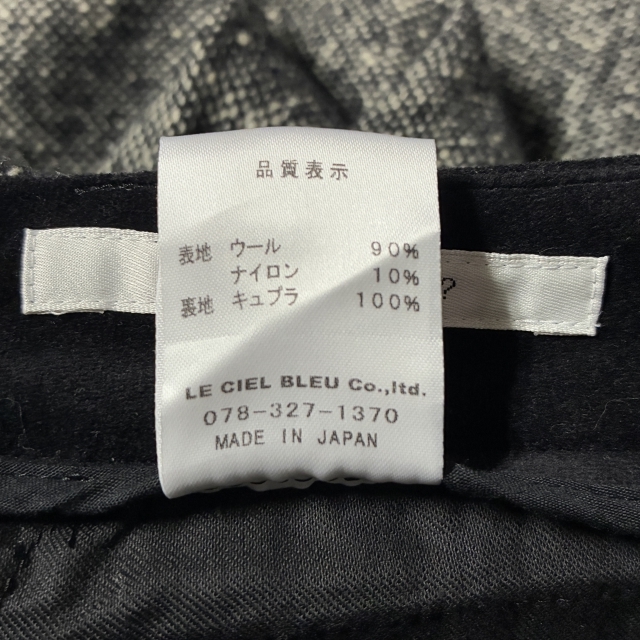 品質表示
表地 ウール 90%
ナイロン 10%
裏地 キュプラ 100%
LE CIEL BLEU Co.,ltd.
078-327-1370
MADE IN JAPAN
?